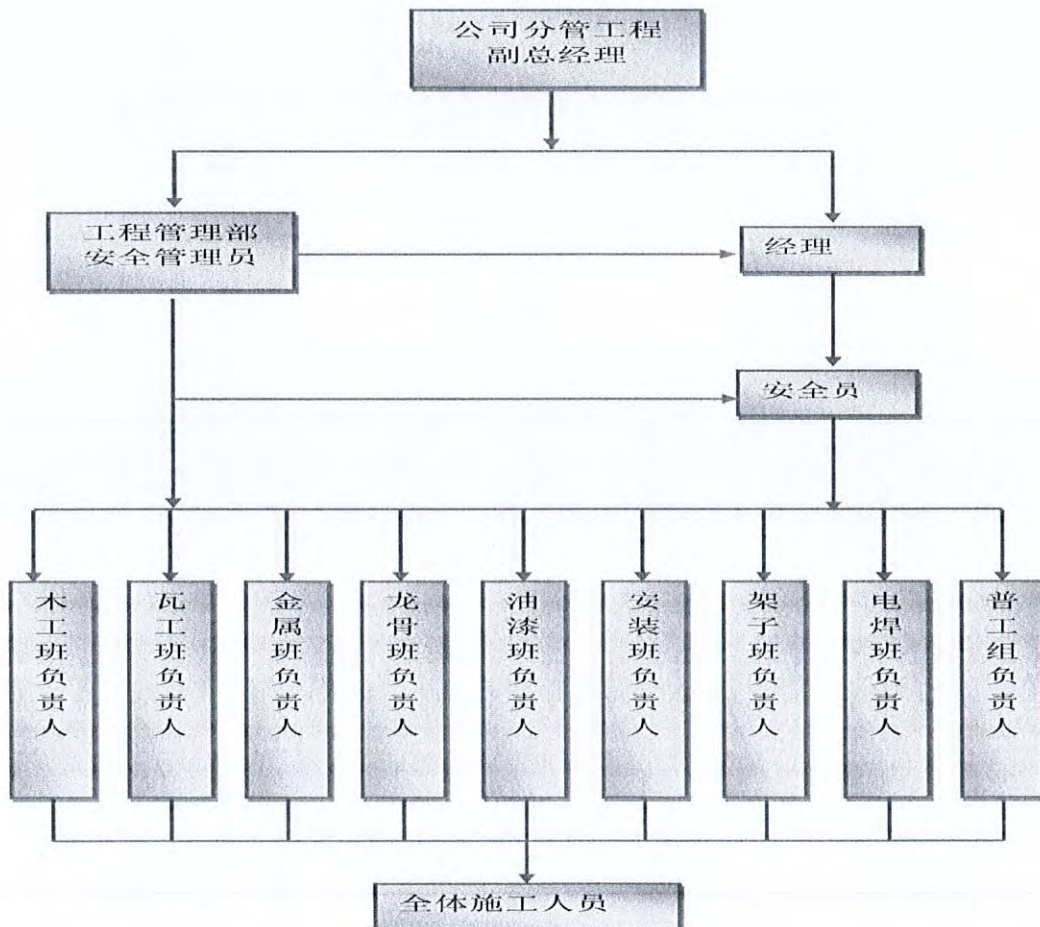 公司分管工程
副总经理
工程管理部
安全管理员
经理
安全员
木工班负责人
瓦工班负责人
金属班负责人
龙骨班负责人
油漆班负责人
安装班负责人
架子班负责人
电焊班负责人
普工组负责人
全体施工人员